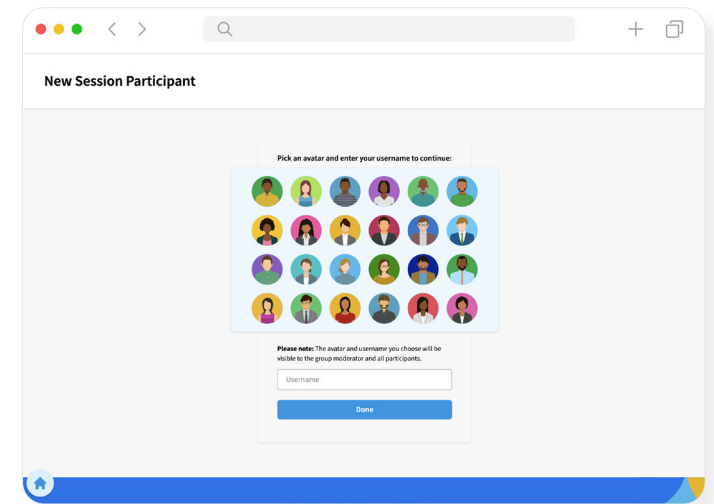 New Session Participant
Pick an avatar and enter your username to continue:
Please note: The avatar and username you choose will be
visible to the group moderator and all participants.
Username
Done